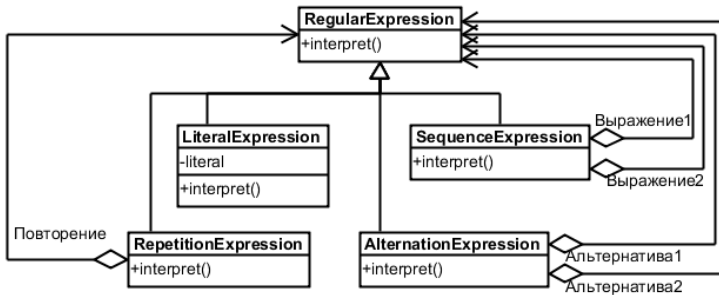 RegularExpression
+interpret()
Выражение1
LiteralExpression
SequenceExpression
-literal
+interpret()
+interpret()
Выражение2
Повторение
RepetitionExpression
AlternationExpression
Альтернатива1
+interpret()
+interpret()
Альтернатива2